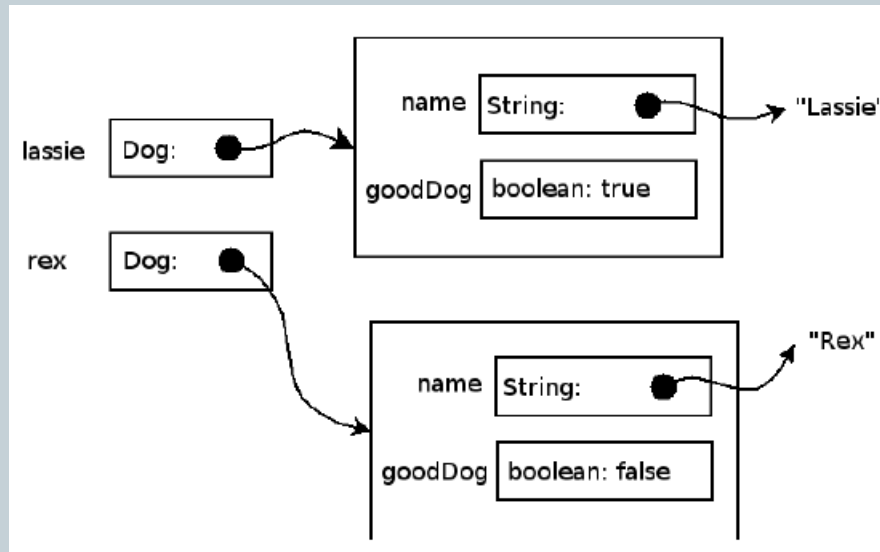 name String: "Lassie"
lassie Dog:
goodDog boolean: true
rex Dog:
name String: "Rex"
goodDog boolean: false